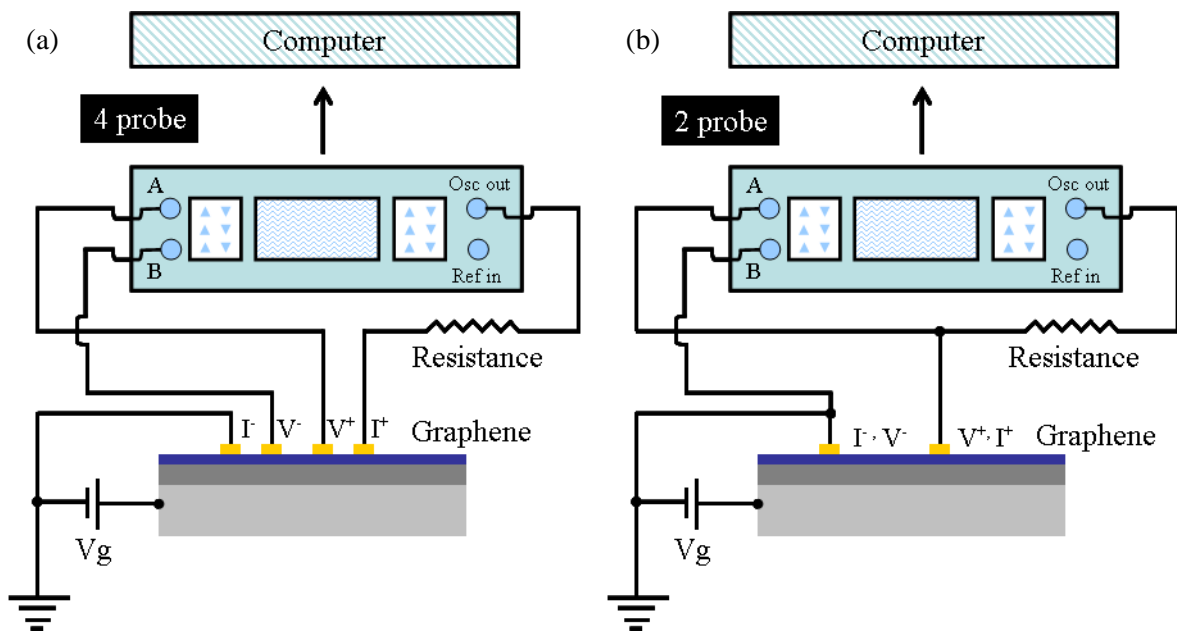 (a)
Computer
4 probe
A
Osc out
B
Ref in
Resistance
I⁻ V⁻ V⁺ I⁺
Graphene
Vg
(b)
Computer
2 probe
A
Osc out
B
Ref in
Resistance
I⁻, V⁻ V⁺, I⁺
Graphene
Vg